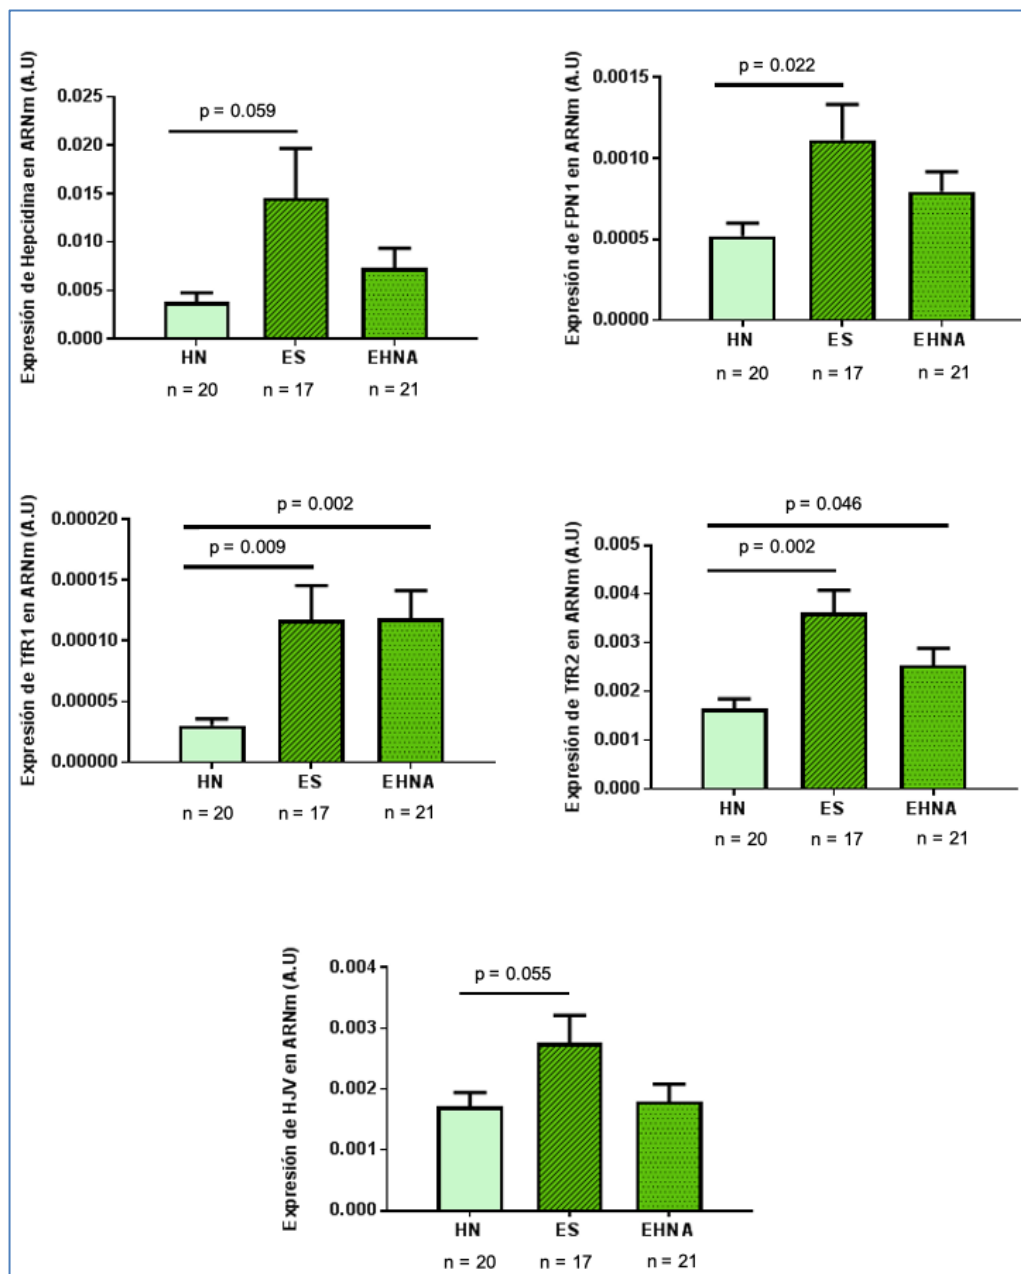 Expresión de Hepcidina en ARNm (A.U)
0.025
0.020
0.015
0.010
0.005
0.000
p = 0.059
HN ES EHNA
n = 20 n = 17 n = 21
Expresión de FPN1 en ARNm (A.U)
0.0015
0.0010
0.0005
0.0000
p = 0.022
HN ES EHNA
n = 20 n = 17 n = 21
Expresión de TfR1 en ARNm (A.U)
0.00020
0.00015
0.00010
0.00005
0.00000
p = 0.002
p = 0.009
HN ES EHNA
n = 20 n = 17 n = 21
Expresión de TfR2 en ARNm (A.U)
0.005
0.004
0.003
0.002
0.001
0.000
p = 0.046
p = 0.002
HN ES EHNA
n = 20 n = 17 n = 21
Expresión de HJV en ARNm (A.U)
0.004
0.003
0.002
0.001
0.000
p = 0.055
HN ES EHNA
n = 20 n = 17 n = 21